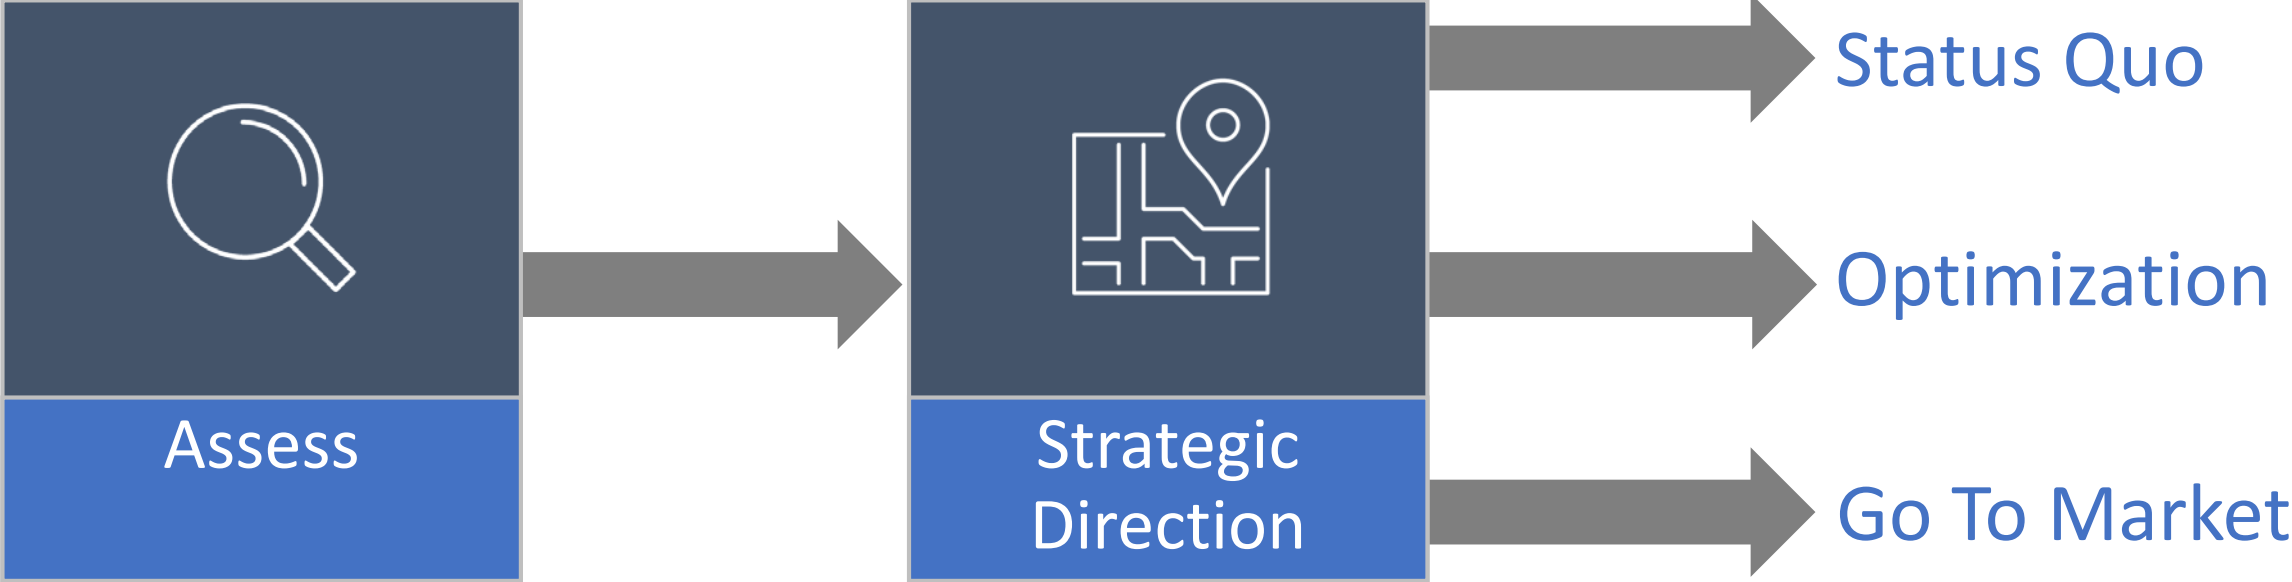 Assess
Strategic
Direction
Status Quo
Optimization
Go To Market